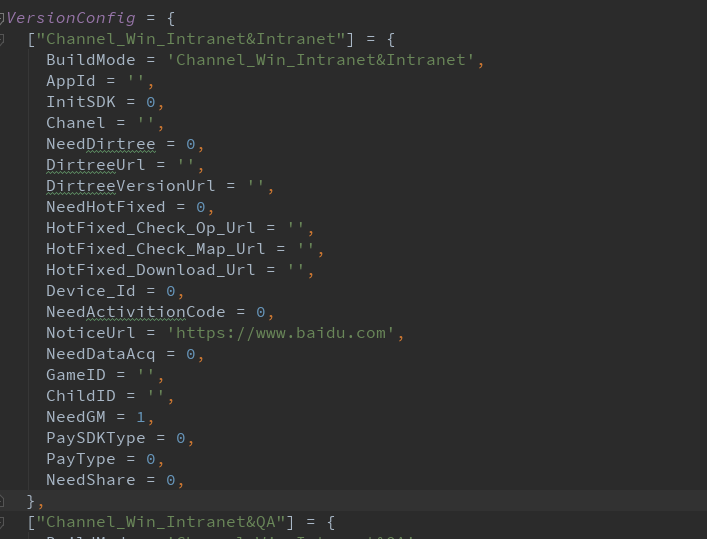 VersionConfig = {
["Channel_Win_Intranet&Intranet"] = {
BuildMode = 'Channel_Win_Intranet&Intranet',
AppId = '',
InitSDK = 0,
Chanel = '',
NeedDirtree = 0,
DirtreeUrl = '',
DirtreeVersionUrl = '',
NeedHotFixed = 0,
HotFixed_Check_Op_Url = '',
HotFixed_Check_Map_Url = '',
HotFixed_Download_Url = '',
Device_Id = 0,
NeedActivitionCode = 0,
NoticeUrl = 'https://www.baidu.com',
NeedDataAcq = 0,
GameID = '',
ChildID = '',
NeedGM = 1,
PaySDKType = 0,
PayType = 0,
NeedShare = 0,
},
["Channel_Win_Intranet&QA"] = {